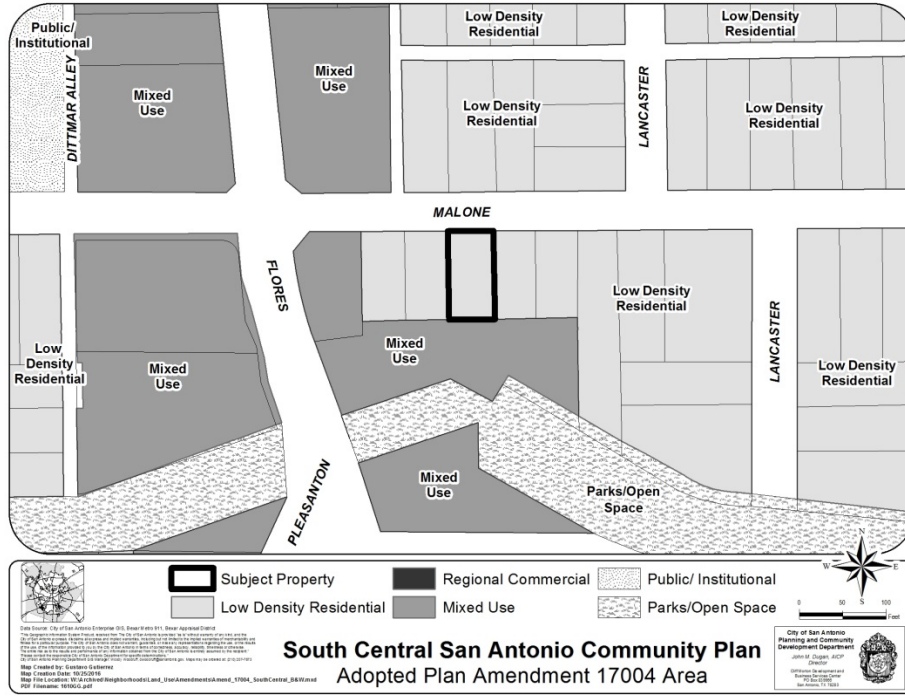 Public/
Institutional
DITTMAR ALLEY
Mixed
Use
Mixed
Use
Low Density
Residential
Low Density
Residential
Low Density
Residential
LANCASTER
Low Density
Residential
MALONE
FLORES
Low
Density
Residential
Mixed
Use
Mixed
Use
Low Density
Residential
LANCASTER
Low Density
Residential
PLEASANTON
Mixed
Use
Parks/Open
Space
N
W E
S
Subject Property
Regional Commercial
Public/ Institutional
Low Density Residential
Mixed Use
Parks/Open Space
0 50 100 200
Feet
Data Source: City of San Antonio Enterprise GIS, Bexar Metro 911, Bexar Appraisal District
Map Created by: Gustavo Gutierrez
Map Creation Date: 10/25/2016
PDF Filename: 1610GG.pdf
South Central San Antonio Community Plan
Adopted Plan Amendment 17004 Area
City of San Antonio
Planning and Community
Development Department
John M. Dugan, AICP
Director